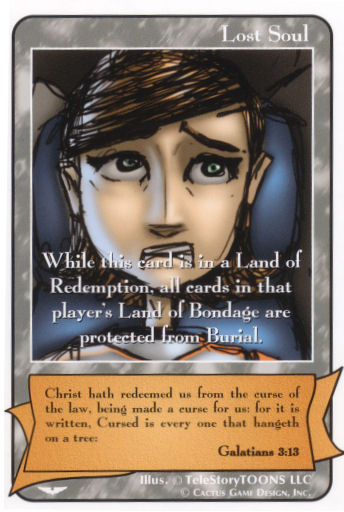 Lost Soul
While this card is in a Land of
Redemption, all cards in that
player's Land of Bondage are
protected from Burial.
Christ hath redeemed us from the curse of
the law, being made a curse for us: for it is
written, Cursed is every one that hangeth
on a tree:
Galatians 3:13
Illus. © TeleStoryTOONS LLC
© Cactus Game Design, Inc.